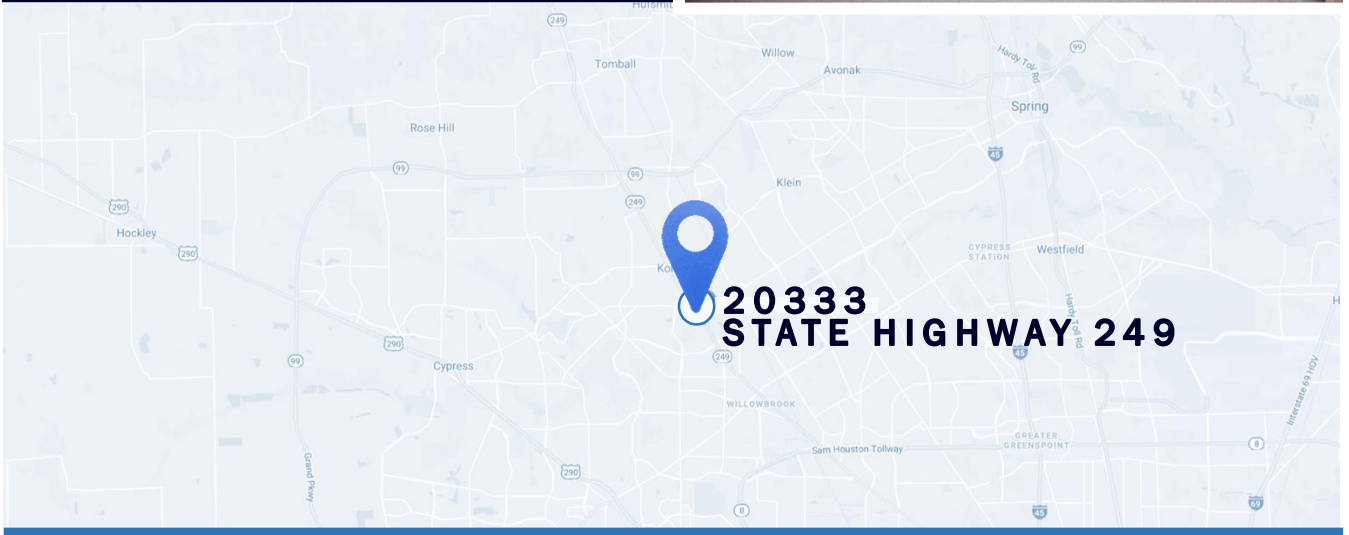 249
Willow
99
Hardy Toll Rd
Tomball
Avonak
Spring
Rose Hill
45
99
99
Klein
249
290
Hockley
290
CYPRESS
STATION
Westfield
20333
STATE HIGHWAY 249
Hardy Toll Rd
290
249
45
99
Cypress
Interstate 69 HOV
WILLOWBROOK
GREATER
GREENSPOINT
8
Sam Houston Tollway
290
Grand Pkwy
8
45
69